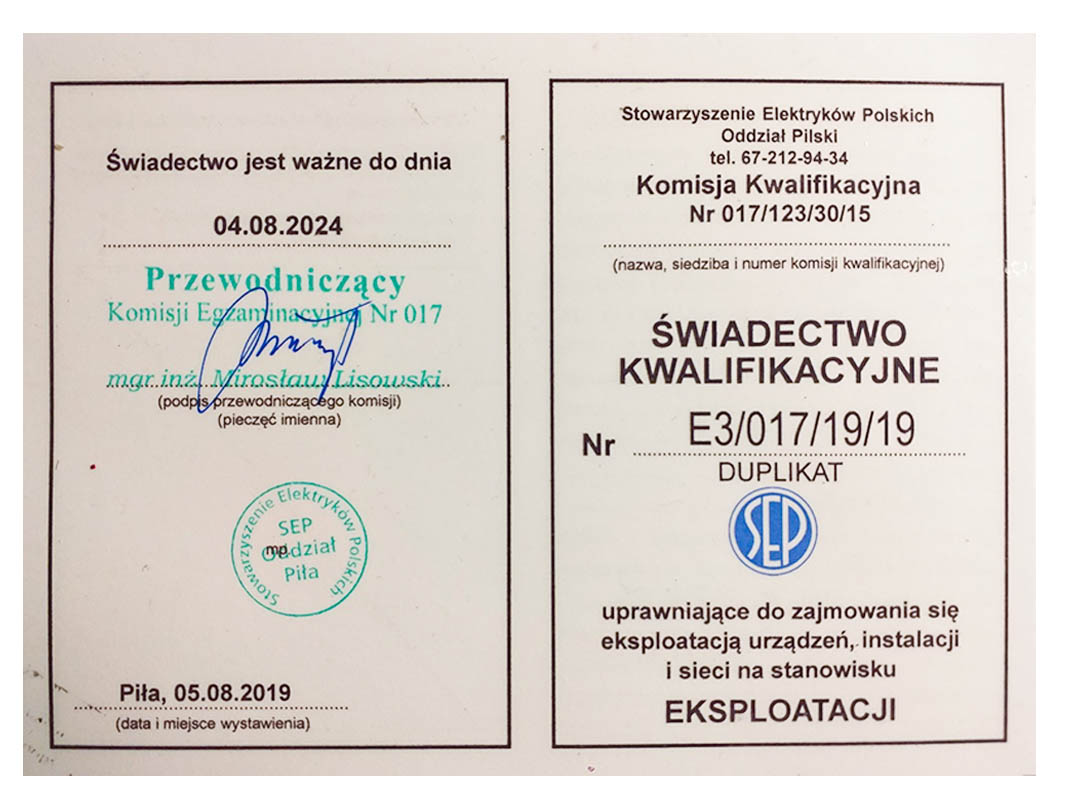 Świadectwo jest ważne do dnia
04.08.2024
Przewodniczący
Komisji Egzaminacyjnej Nr 017
mgr inż. Mirosław Lisowski
(podpis przewodniczącego komisji)
(pieczęć imienna)
Stowarzyszenie Elektryków Polskich
SEP
Oddział
mp.
Piła
Piła, 05.08.2019
(data i miejsce wystawienia)
Stowarzyszenie Elektryków Polskich
Oddział Pilski
tel. 67-212-94-34
Komisja Kwalifikacyjna
Nr 017/123/30/15
(nazwa, siedziba i numer komisji kwalifikacyjnej)
ŚWIADECTWO
KWALIFIKACYJNE
Nr E3/017/19/19
DUPLIKAT
SEP
uprawniające do zajmowania się
eksploatacją urządzeń, instalacji
i sieci na stanowisku
EKSPLOATACJI